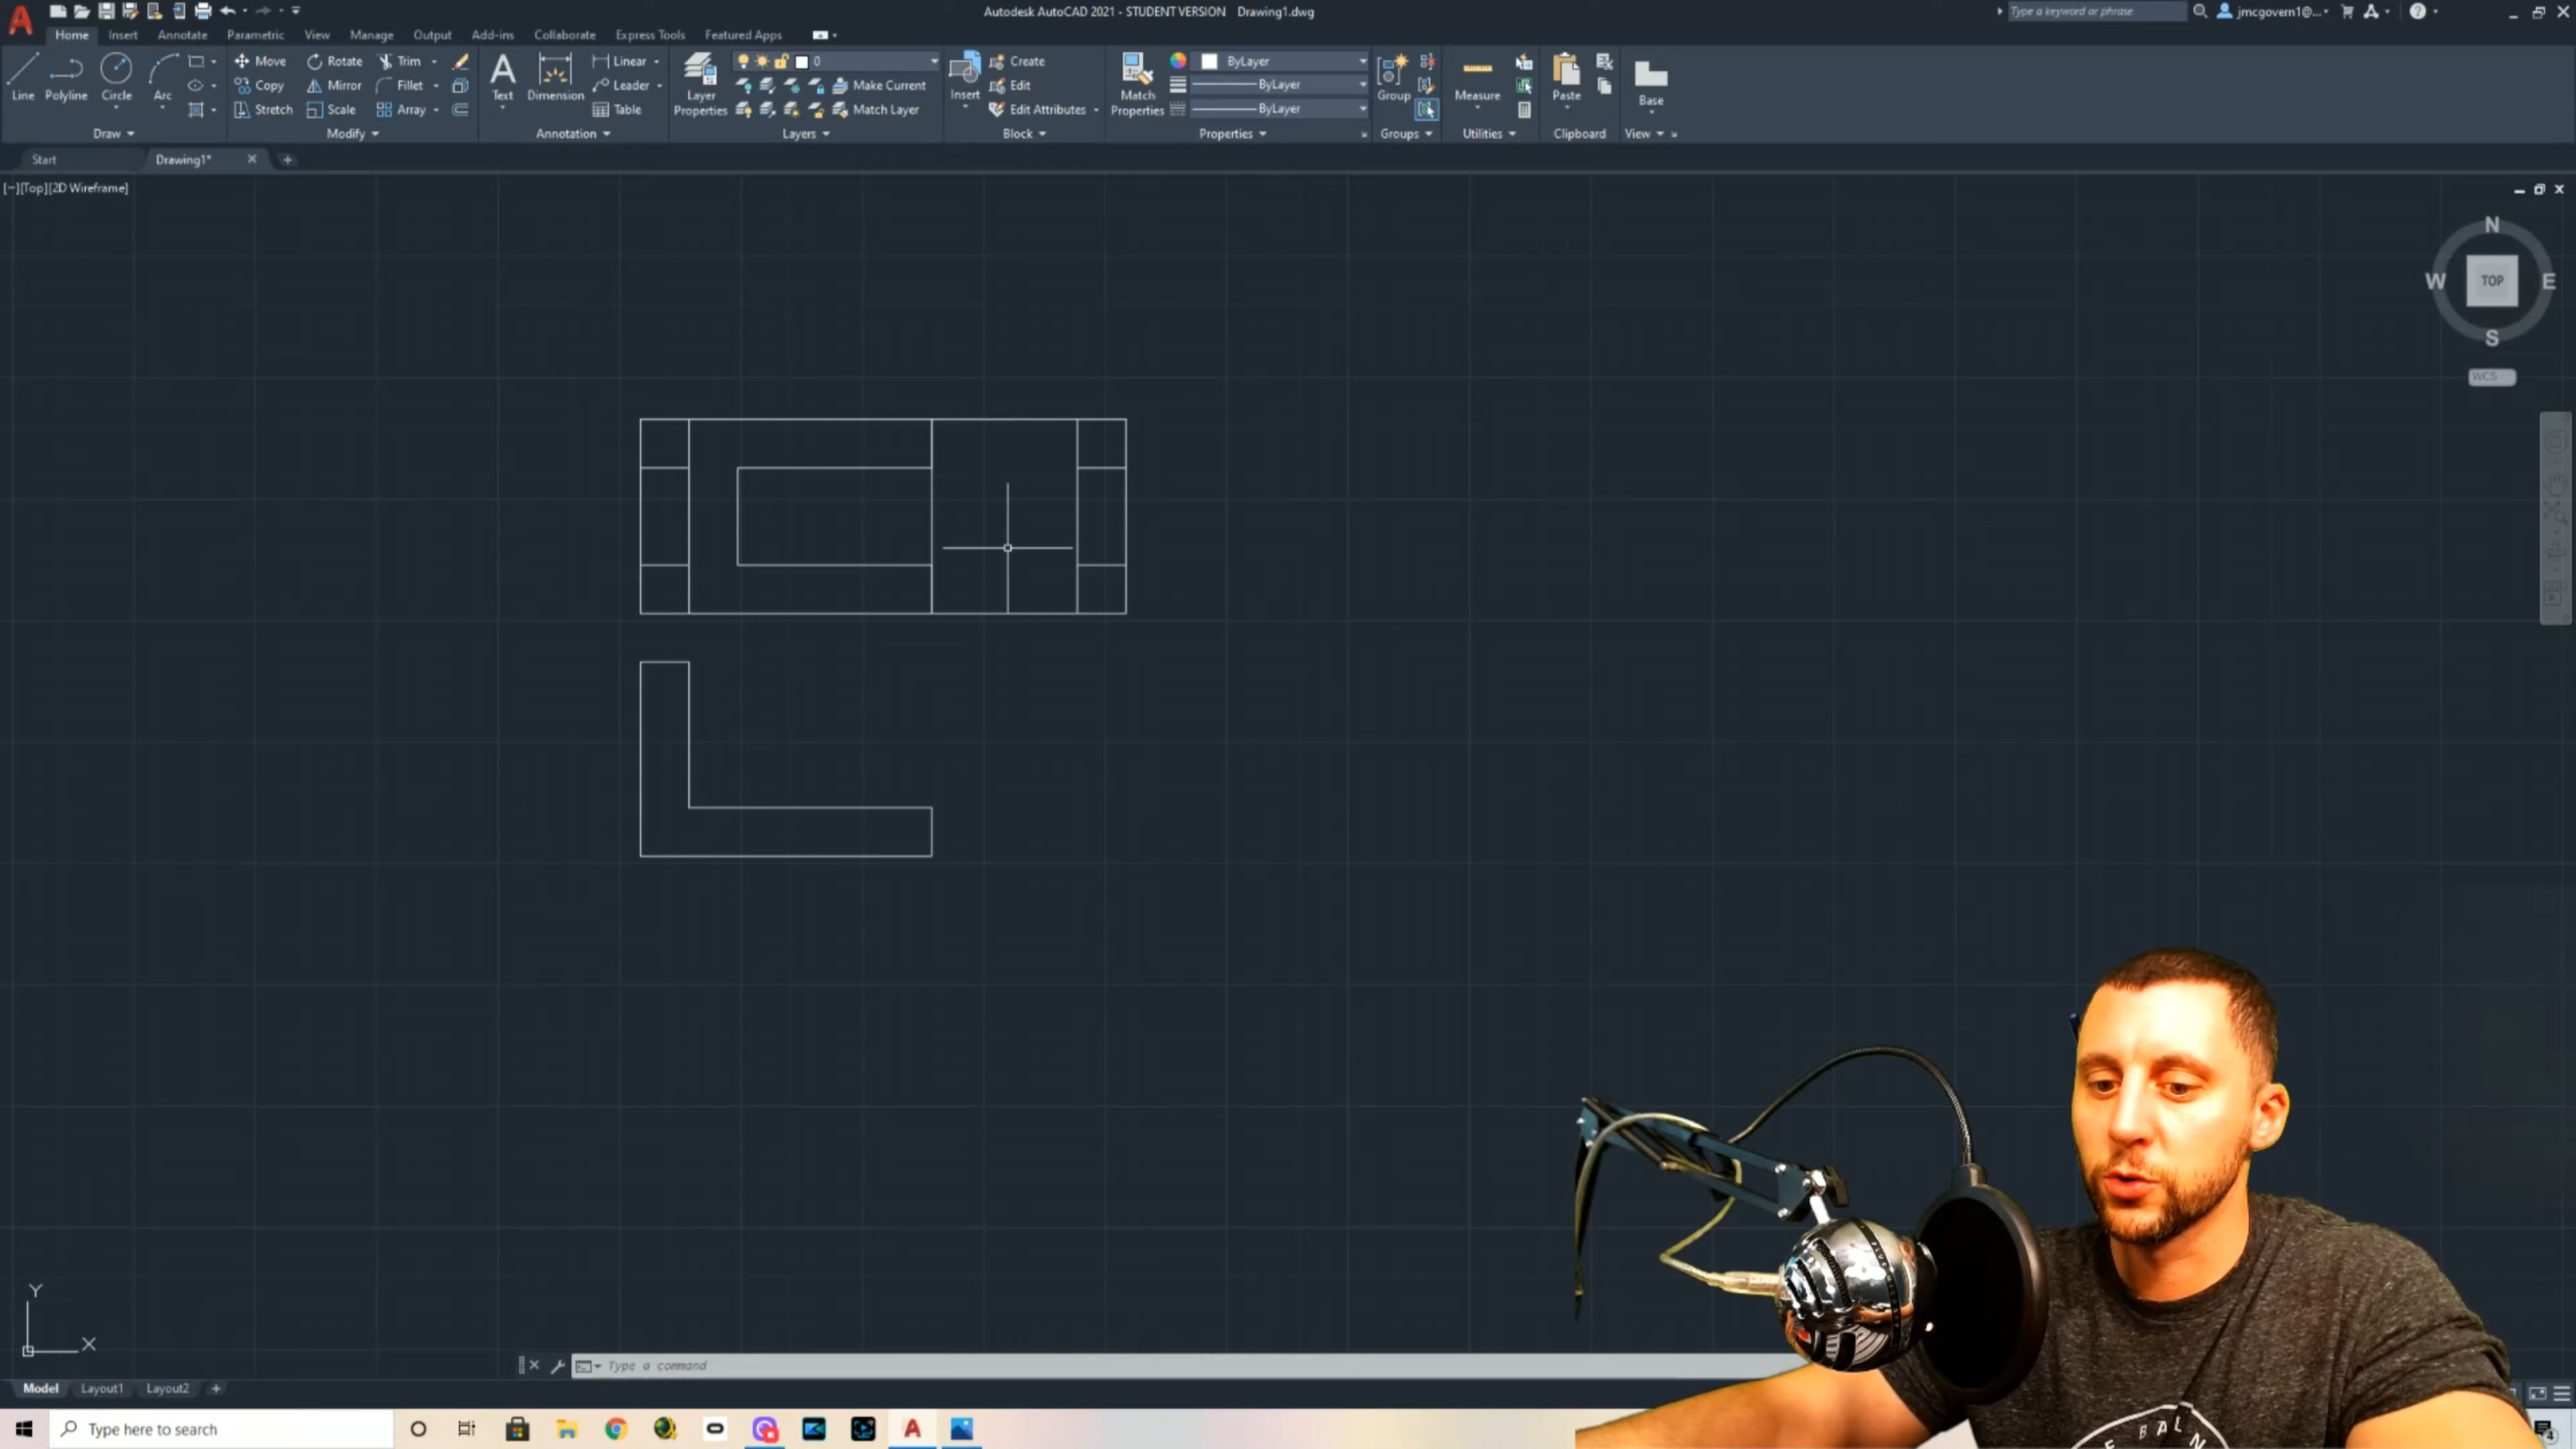 Autodesk AutoCAD 2021 - STUDENT VERSION Drawing1.dwg
Type a keyword or phrase
jmcgovern1@...
Home Insert Annotate Parametric View Manage Output Add-ins Collaborate Express Tools Featured Apps
Line Polyline Circle Arc
Move Rotate Trim
Copy Mirror Fillet
Stretch Scale Array
Text Dimension
Linear
Leader
Table
Layer Properties
0
Make Current
Match Layer
Insert
Create
Edit
Edit Attributes
Match Properties
ByLayer
ByLayer
ByLayer
Group
Measure
Paste
Base
Draw Modify Annotation Layers Block Properties Groups Utilities Clipboard View
Start Drawing1*
[−][Top][2D Wireframe]
N
W TOP E
S
WCS
Y
X
Type a command
Model Layout1 Layout2
Type here to search
4
E BALN